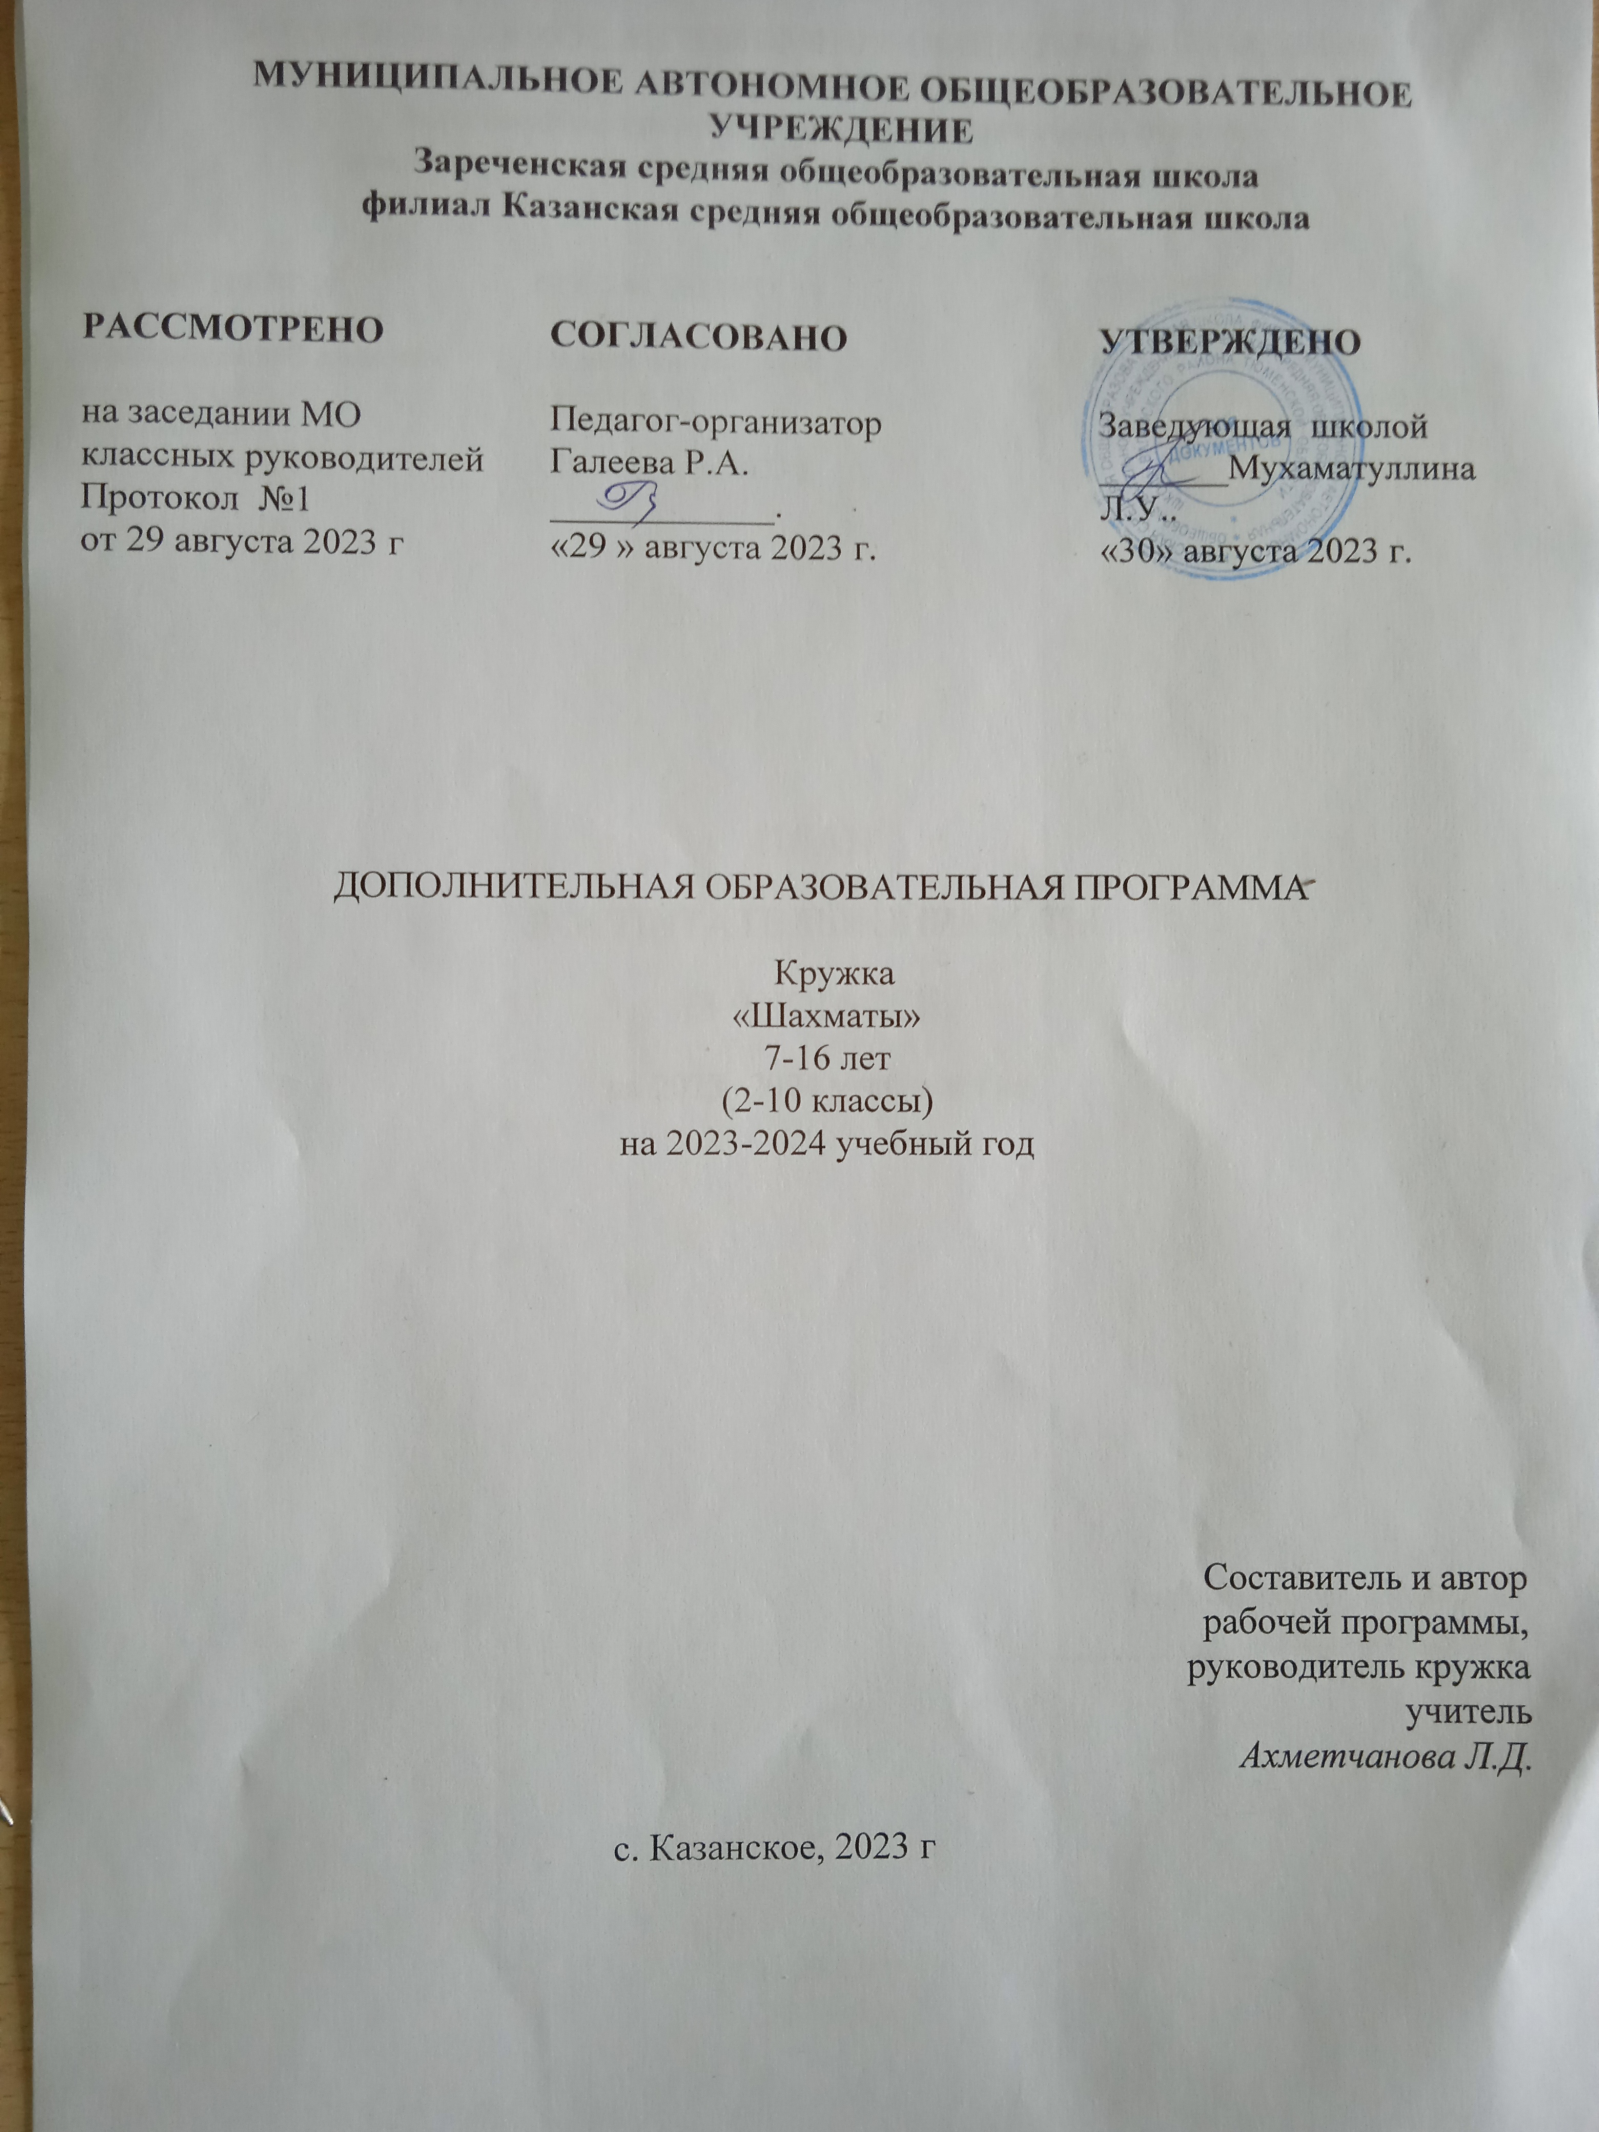 МУНИЦИПАЛЬНОЕ АВТОНОМНОЕ ОБЩЕОБРАЗОВАТЕЛЬНОЕ
УЧРЕЖДЕНИЕ
Зареченская средняя общеобразовательная школа
филиал Казанская средняя общеобразовательная школа
РАССМОТРЕНО
на заседании МО
классных руководителей
Протокол №1
от 29 августа 2023 г
СОГЛАСОВАНО
Педагог-организатор
Галеева Р.А.
______________.
«29 » августа 2023 г.
УТВЕРЖДЕНО
Заведующая школой
________Мухаматуллина
Л.У..
«30» августа 2023 г.
ДОКУМЕНТОВ
ДОПОЛНИТЕЛЬНАЯ ОБРАЗОВАТЕЛЬНАЯ ПРОГРАММА
Кружка
«Шахматы»
7-16 лет
(2-10 классы)
на 2023-2024 учебный год
Составитель и автор
рабочей программы,
руководитель кружка
учитель
Ахметчанова Л.Д.
с. Казанское, 2023 г